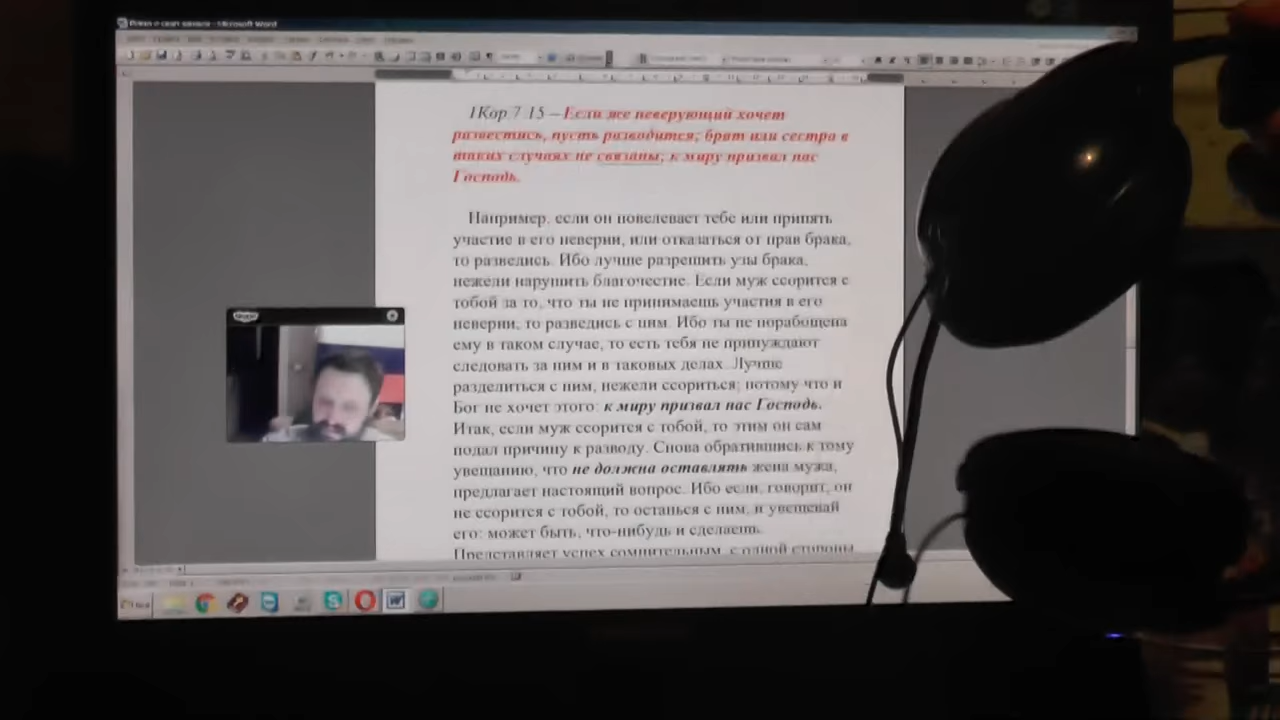 Microsoft Word
1Кор 7 15 – Если же неверующий хочет
развестись, пусть разводится; брат или сестра в
таких случаях не связаны; к миру призвал нас
Господь.
Например, если он повелевает тебе или принять
участие в его неверии, или отказаться от прав брака,
то разведись. Ибо лучше разрешить узы брака,
нежели нарушить благочестие. Если муж ссорится с
тобой за то, что ты не принимаешь участия в его
неверии, то разведись с ним. Ибо ты не порабощена
ему в таком случае, то есть тебя не принуждают
следовать за ним и в таковых делах. Лучше
разделиться с ним, нежели ссориться; потому что и
Бог не хочет этого: к миру призвал нас Господь.
Итак, если муж ссорится с тобой, то этим он сам
подал причину к разводу. Снова обратившись к тому
увещанию, что не должна оставлять жена мужа,
предлагает настоящий вопрос. Ибо если, говорит, он
не ссорится с тобой, то останься с ним, и увещевай
его: может быть, что-нибудь и сделаешь.
Представляет успех сомнительным, с одной стороны